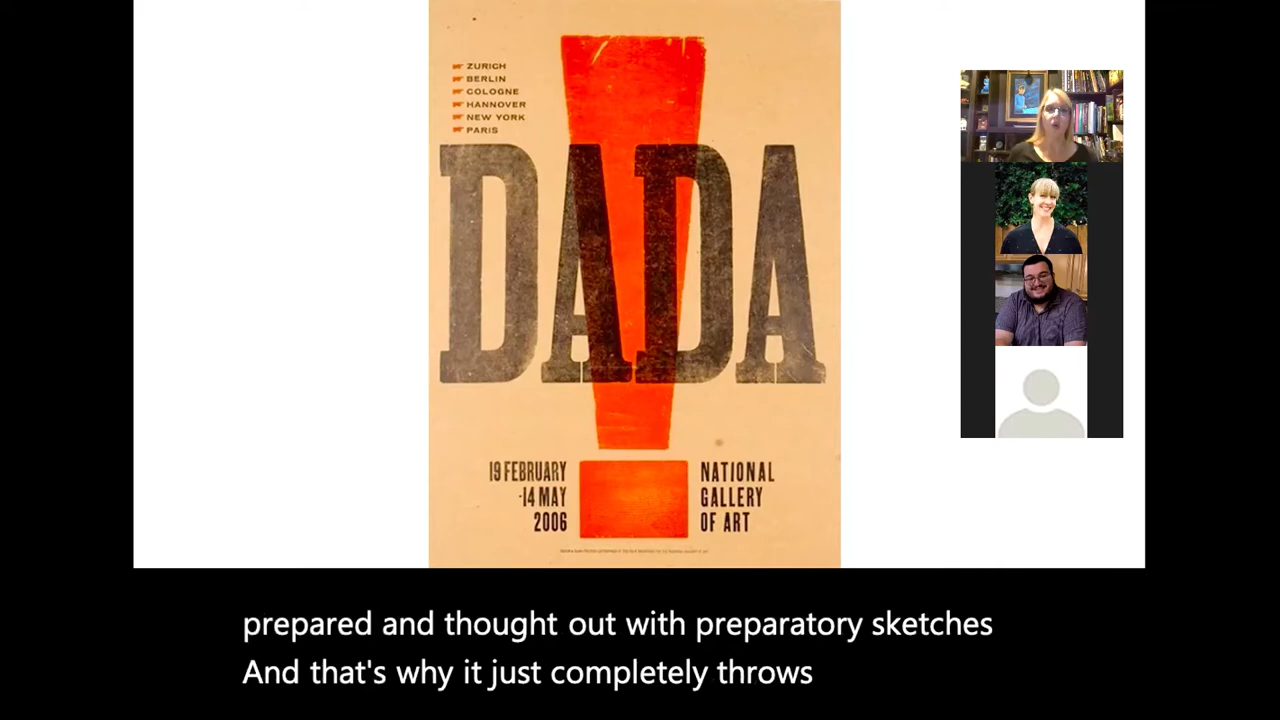 ZURICH
BERLIN
COLOGNE
HANNOVER
NEW YORK
PARIS
DADA
19 FEBRUARY
-14 MAY
2006
NATIONAL
GALLERY
OF ART
prepared and thought out with preparatory sketches
And that's why it just completely throws